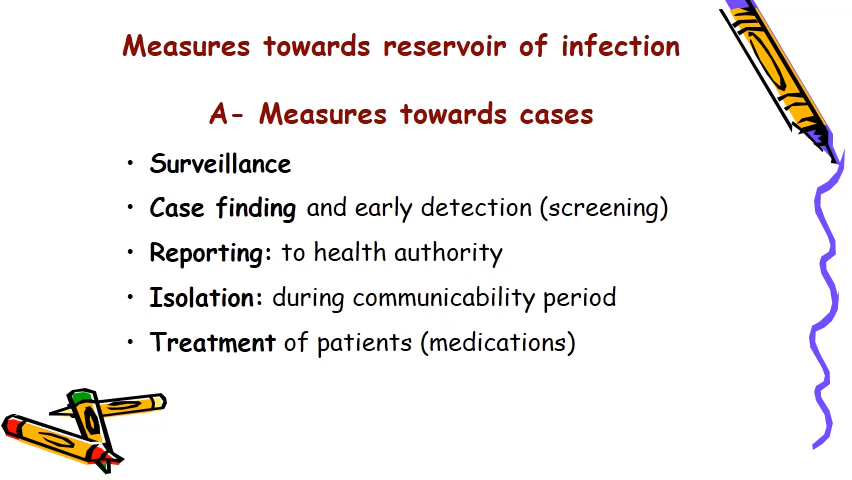 Measures towards reservoir of infection
A- Measures towards cases
• Surveillance
• Case finding and early detection (screening)
• Reporting: to health authority
• Isolation: during communicability period
• Treatment of patients (medications)